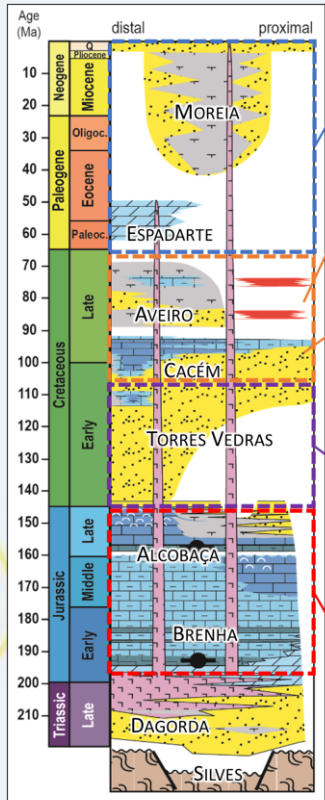 Age
(Ma)
distal
proximal
Q
Pliocene
10
20
30
40
50
60
70
80
90
100
110
120
130
140
150
160
170
180
190
200
210
Neogene
Miocene
Paleogene
Oligoc.
Eocene
Paleoc.
Cretaceous
Late
Early
Jurassic
Late
Middle
Early
Triassic
Late
MOREIA
ESPADARTE
AVEIRO
CACÉM
TORRES VEDRAS
ALCOBAÇA
BRENHA
DAGORDA
SILVES